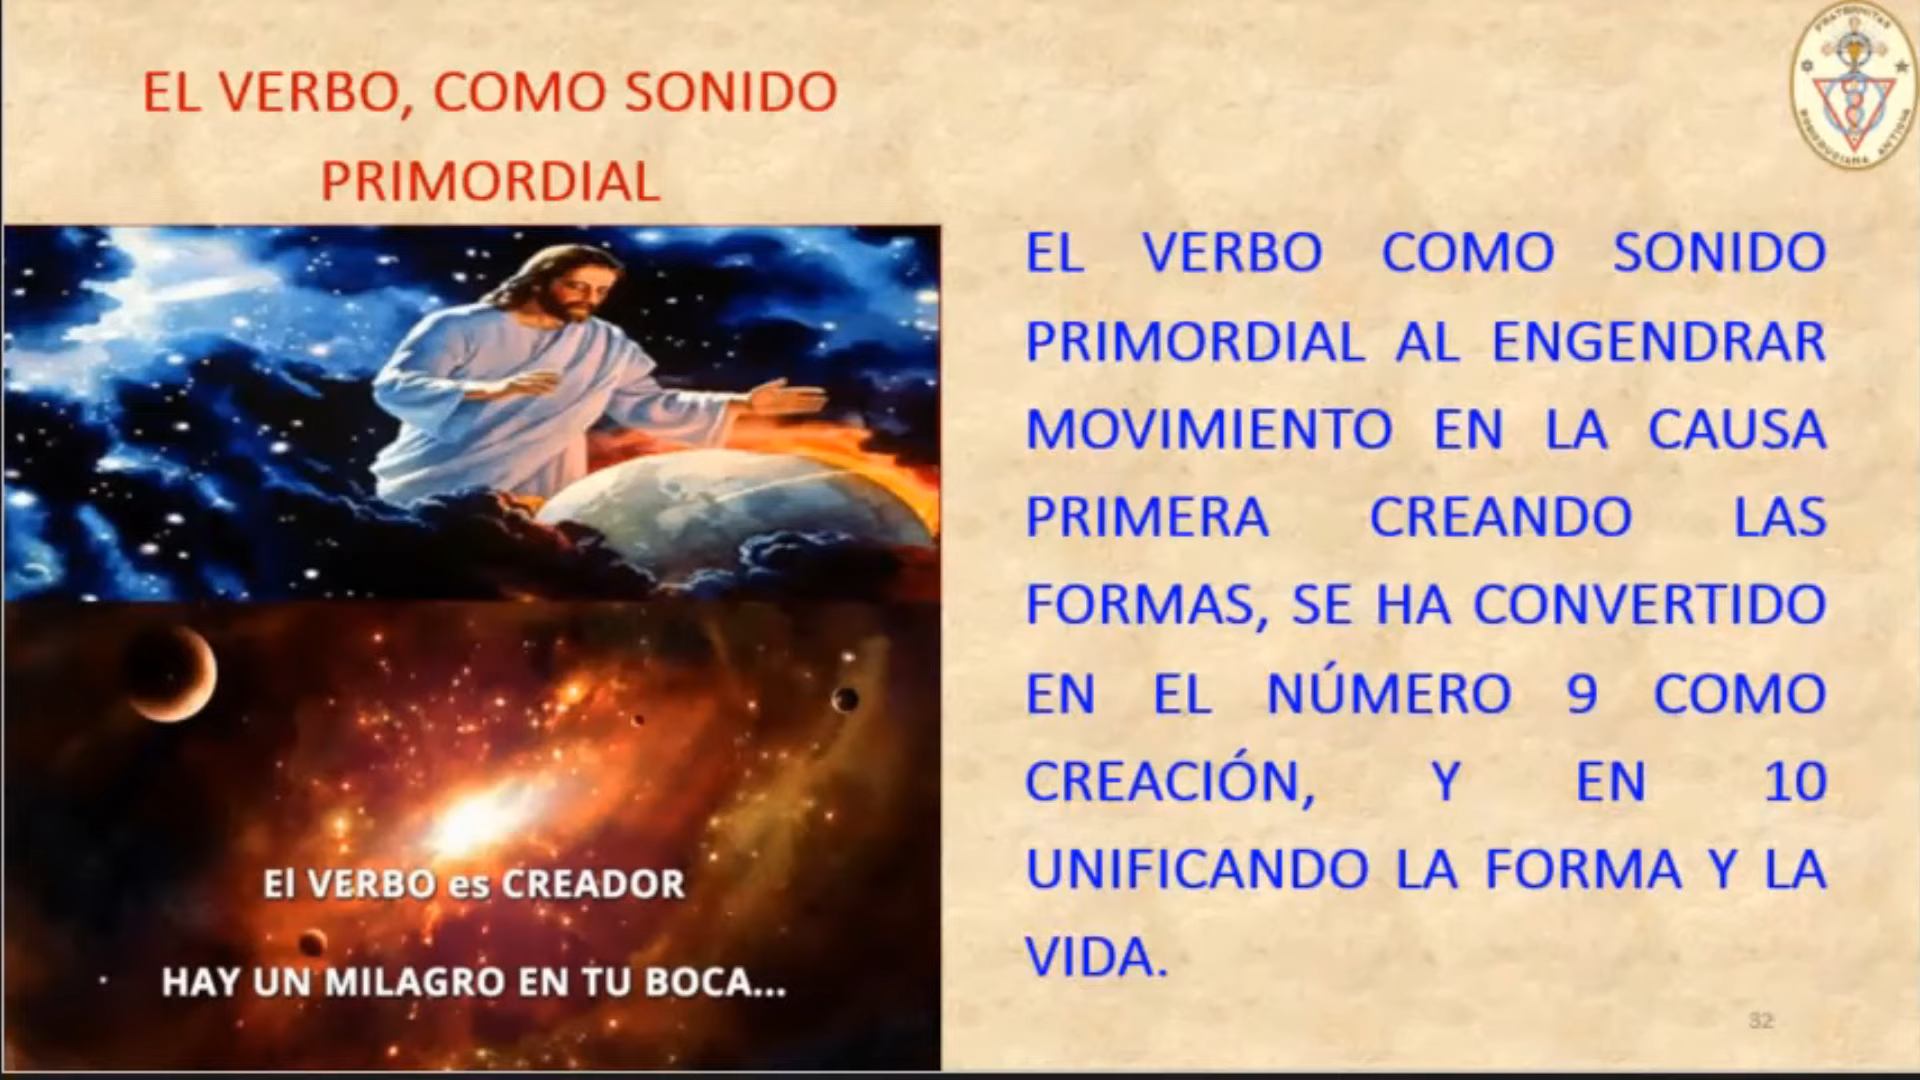 EL VERBO, COMO SONIDO
PRIMORDIAL
EL VERBO COMO SONIDO
PRIMORDIAL AL ENGENDRAR
MOVIMIENTO EN LA CAUSA
PRIMERA CREANDO LAS
FORMAS, SE HA CONVERTIDO
EN EL NÚMERO 9 COMO
CREACIÓN, Y EN 10
UNIFICANDO LA FORMA Y LA
VIDA.
El VERBO es CREADOR
HAY UN MILAGRO EN TU BOCA...
FRATERNITAS
ANTIQUA
32